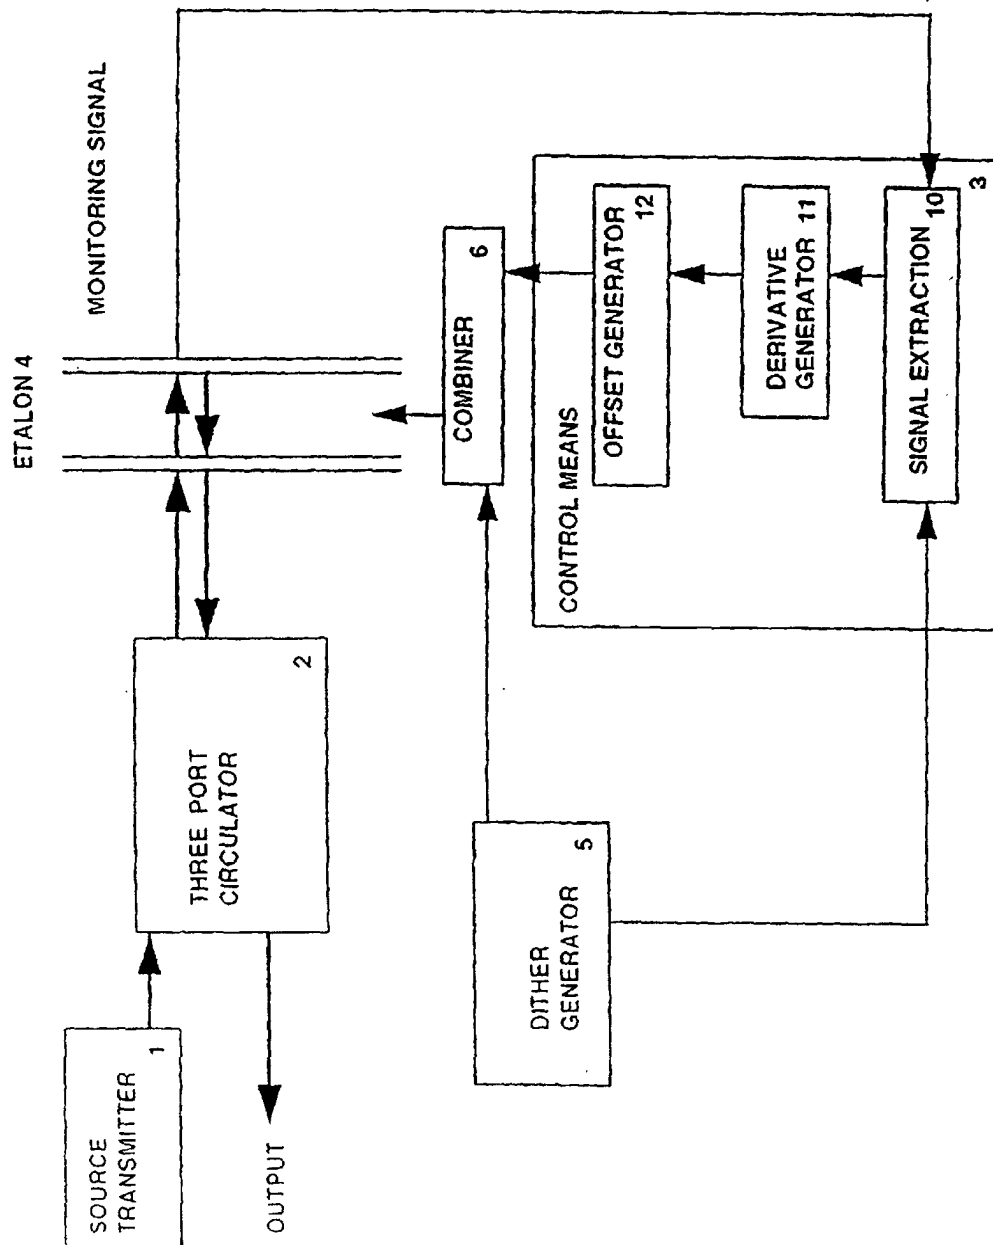 ETALON 4
MONITORING SIGNAL
SOURCE
TRANSMITTER
1
THREE PORT
CIRCULATOR
2
OUTPUT
DITHER
GENERATOR
5
COMBINER
6
CONTROL MEANS
OFFSET GENERATOR
12
DERIVATIVE
GENERATOR
11
SIGNAL EXTRACTION
10
3